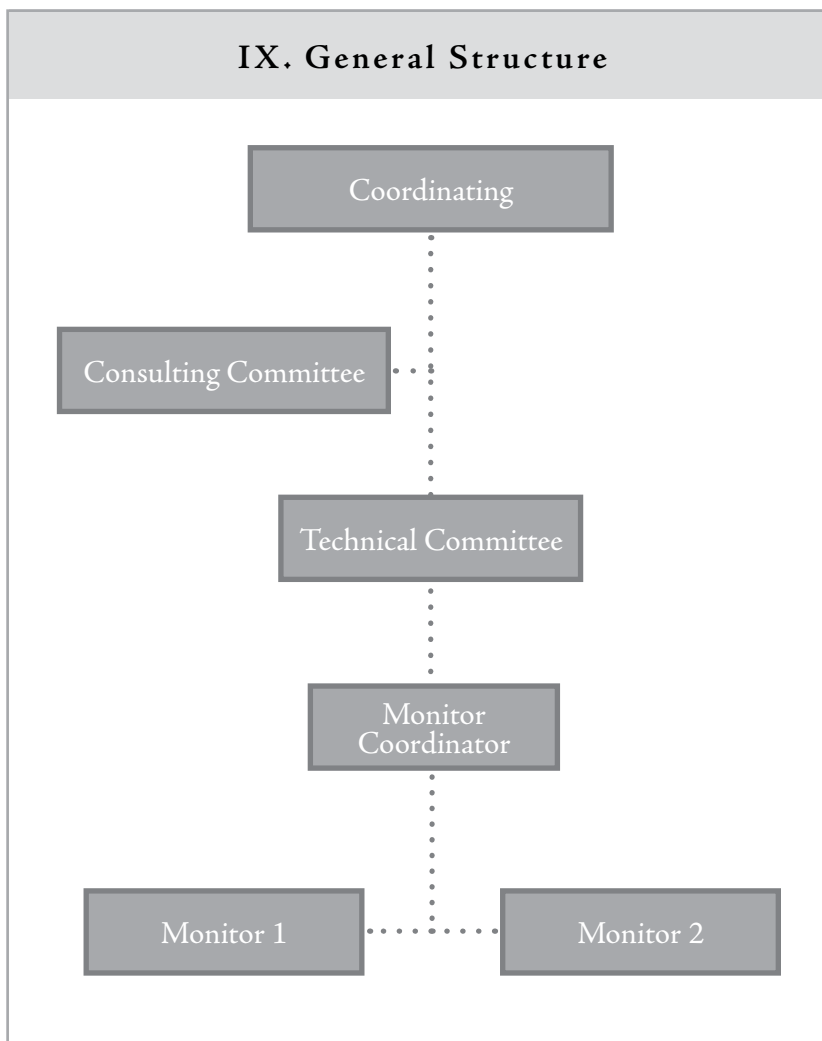 IX. General Structure
Coordinating
Consulting Committee
Technical Committee
Monitor
Coordinator
Monitor 1
Monitor 2